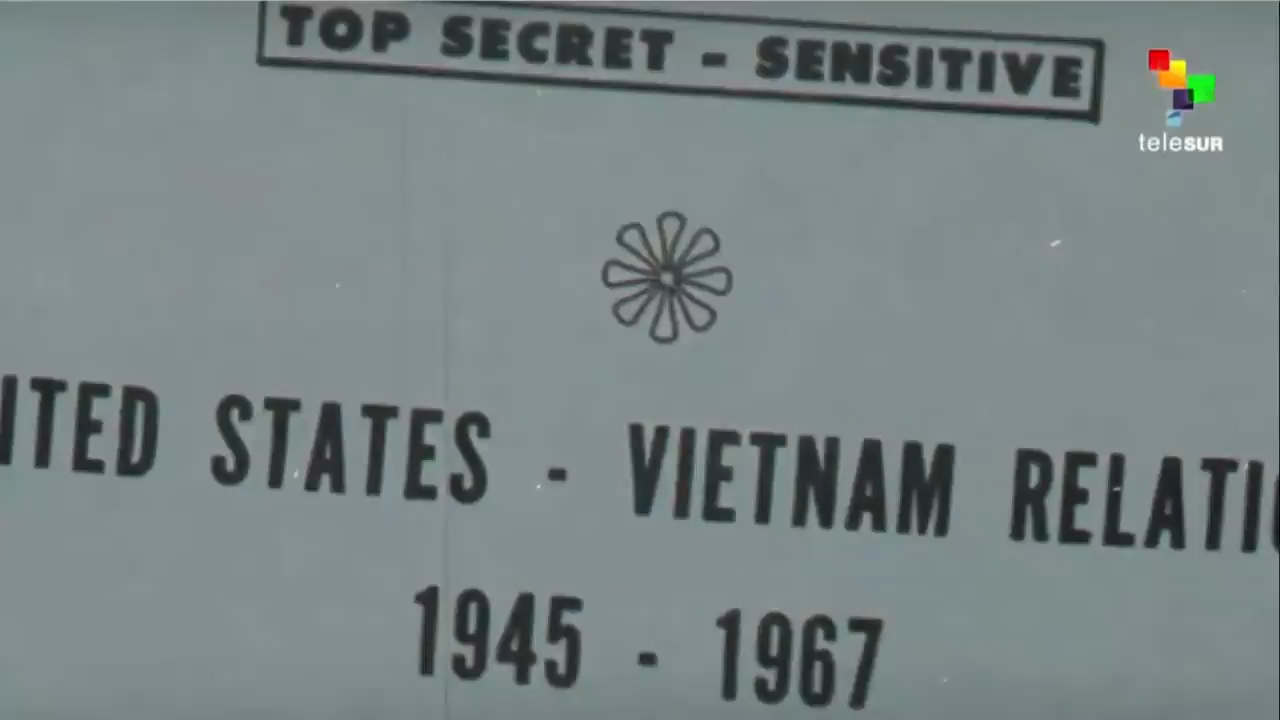 TOP SECRET - SENSITIVE
teleSUR
ITED STATES - VIETNAM RELATI
1945 - 1967